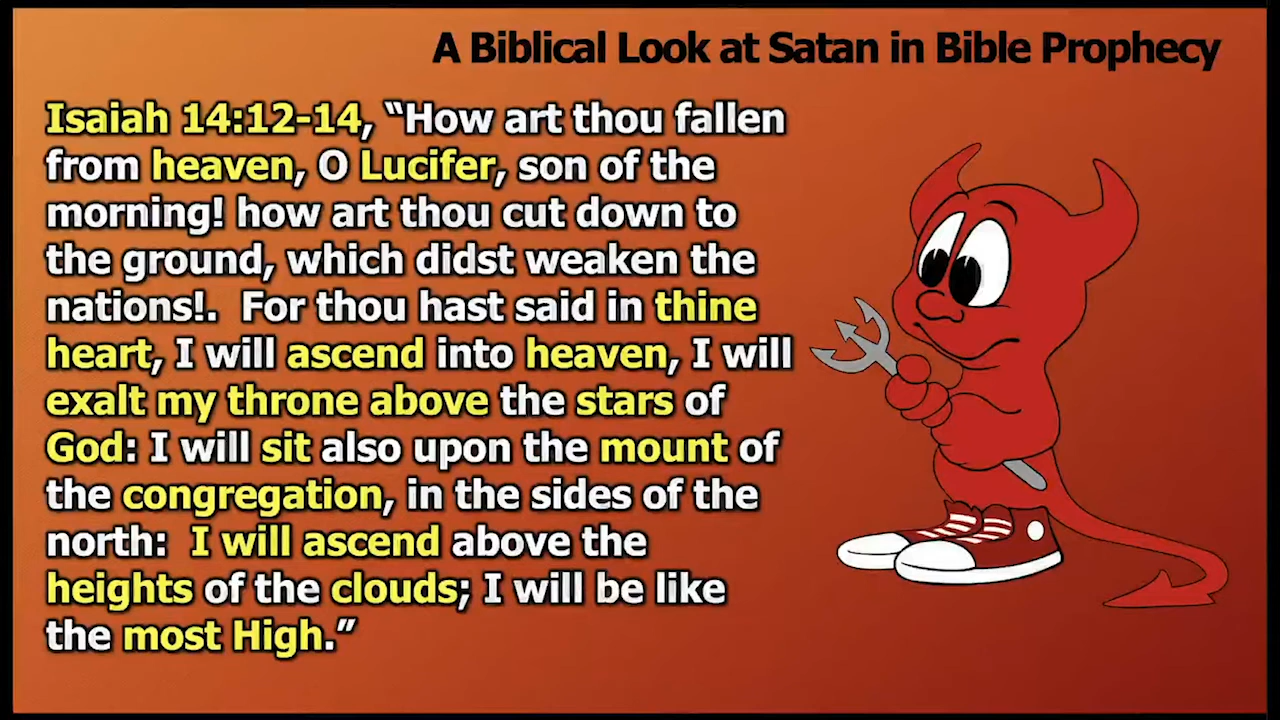 A Biblical Look at Satan in Bible Prophecy
Isaiah 14:12-14, “How art thou fallen
from heaven, O Lucifer, son of the
morning! how art thou cut down to
the ground, which didst weaken the
nations!.  For thou hast said in thine
heart, I will ascend into heaven, I will
exalt my throne above the stars of
God: I will sit also upon the mount of
the congregation, in the sides of the
north:  I will ascend above the
heights of the clouds; I will be like
the most High.”